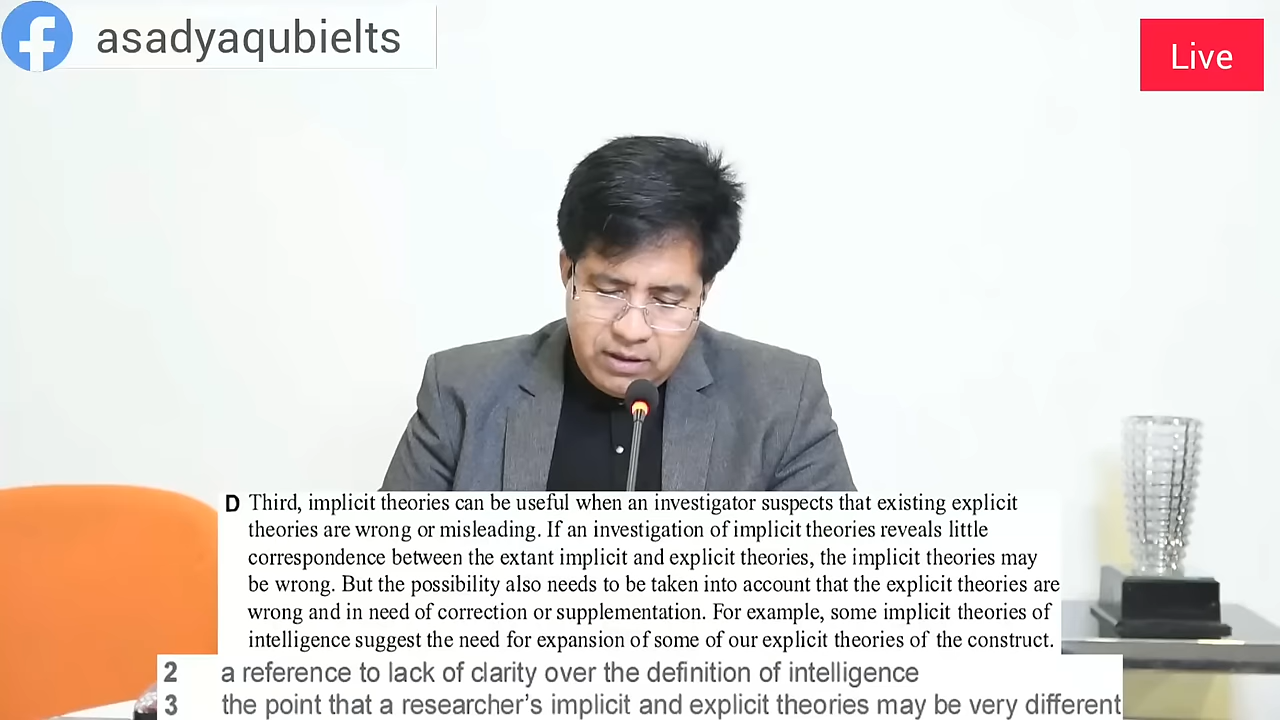 asadyaqubielts
Live
D Third, implicit theories can be useful when an investigator suspects that existing explicit
theories are wrong or misleading. If an investigation of implicit theories reveals little
correspondence between the extant implicit and explicit theories, the implicit theories may
be wrong. But the possibility also needs to be taken into account that the explicit theories are
wrong and in need of correction or supplementation. For example, some implicit theories of
intelligence suggest the need for expansion of some of our explicit theories of the construct.
2 a reference to lack of clarity over the definition of intelligence
3 the point that a researcher's implicit and explicit theories may be very different